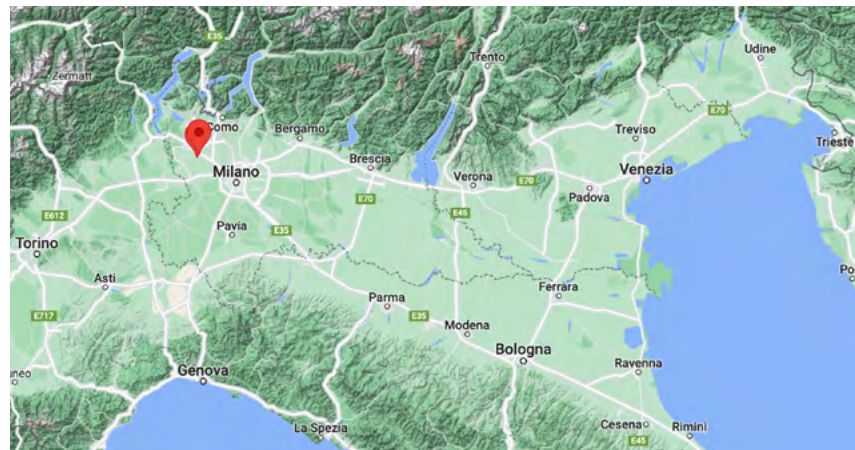 E35
Udine
Trento
Zermatt
Como
Bergamo
E70
Treviso
Trieste
Brescia
Milano
Verona
E70
Venezia
Padova
E70
E612
E45
Pavia
E35
Torino
Asti
Ferrara
Po
Parma
E717
E35
Modena
Bologna
Ravenna
Genova
uneo
La Spezia
Cesena
Rimini
E45